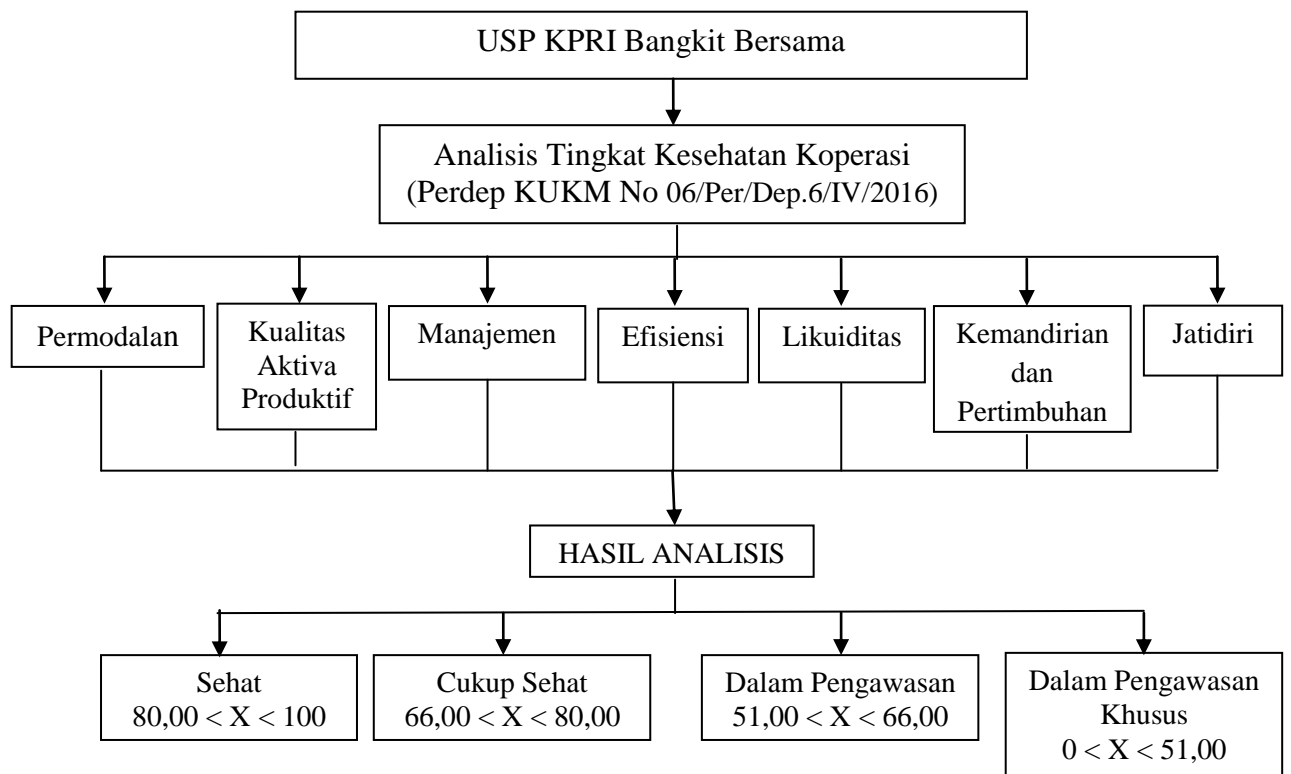 USP KPRI Bangkit Bersama
Analisis Tingkat Kesehatan Koperasi
(Perdep KUKM No 06/Per/Dep.6/IV/2016)
Permodalan
Kualitas
Aktiva
Produktif
Manajemen
Efisiensi
Likuiditas
Kemandirian
dan
Pertimbuhan
Jatidiri
HASIL ANALISIS
Sehat
80,00 < X < 100
Cukup Sehat
66,00 < X < 80,00
Dalam Pengawasan
51,00 < X < 66,00
Dalam Pengawasan
Khusus
0 < X < 51,00